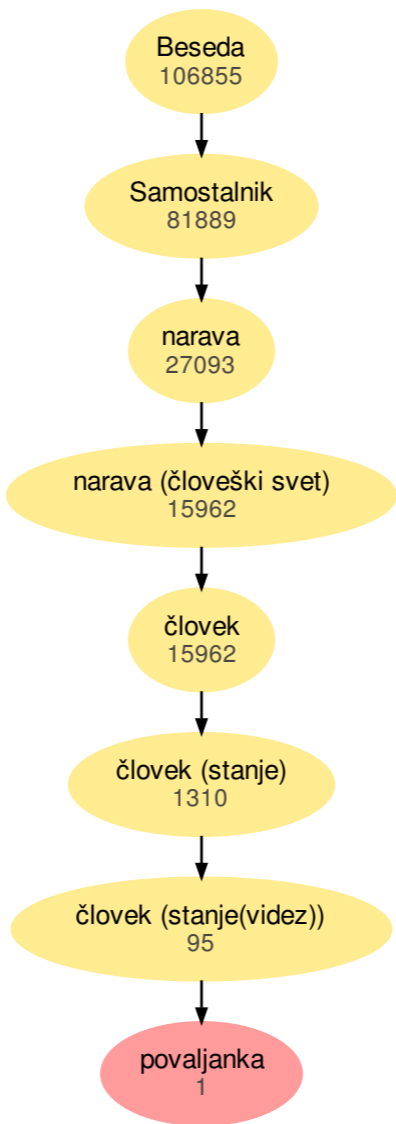 Beseda
106855
Samostalnik
81889
narava
27093
narava (človeški svet)
15962
človek
15962
človek (stanje)
1310
človek (stanje(videz))
95
povaljanka
1